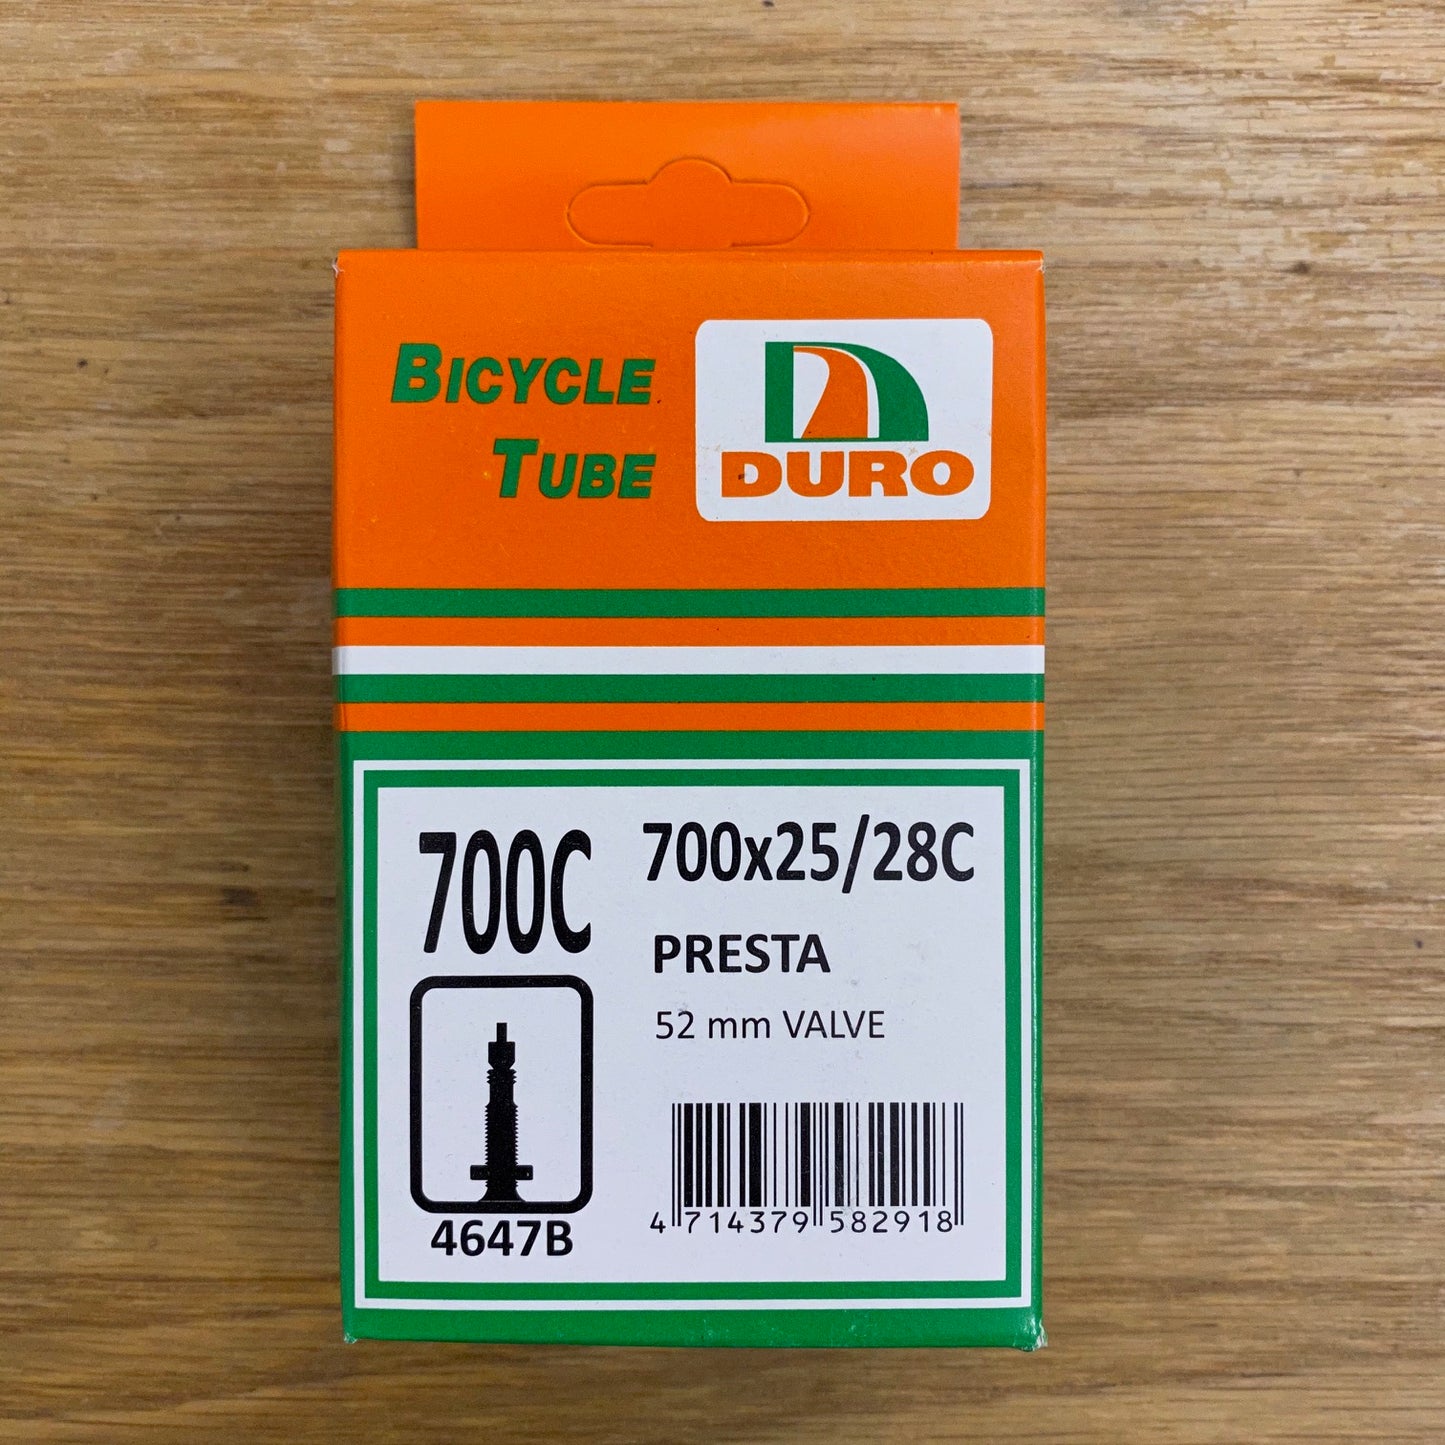 BICYCLE
TUBE
DURO
700C
700x25/28C
PRESTA
52 mm VALVE
4647B
4 714379 582918